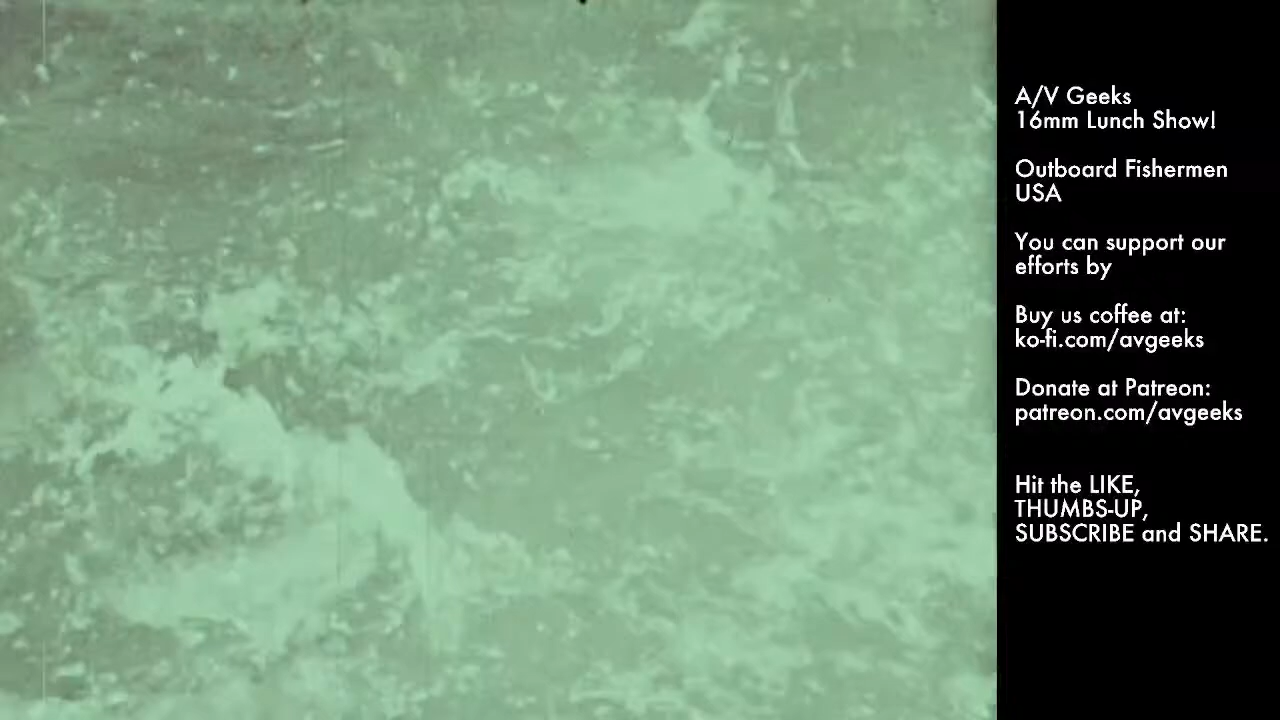 A/V Geeks
16mm Lunch Show!
Outboard Fishermen
USA
You can support our
efforts by
Buy us coffee at:
ko-fi.com/avgeeks
Donate at Patreon:
patreon.com/avgeeks
Hit the LIKE,
THUMBS-UP,
SUBSCRIBE and SHARE.